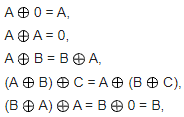 A ⊕ 0 = A,
A ⊕ A = 0,
A ⊕ B = B ⊕ A,
(A ⊕ B) ⊕ C = A ⊕ (B ⊕ C),
(B ⊕ A) ⊕ A = B ⊕ 0 = B,